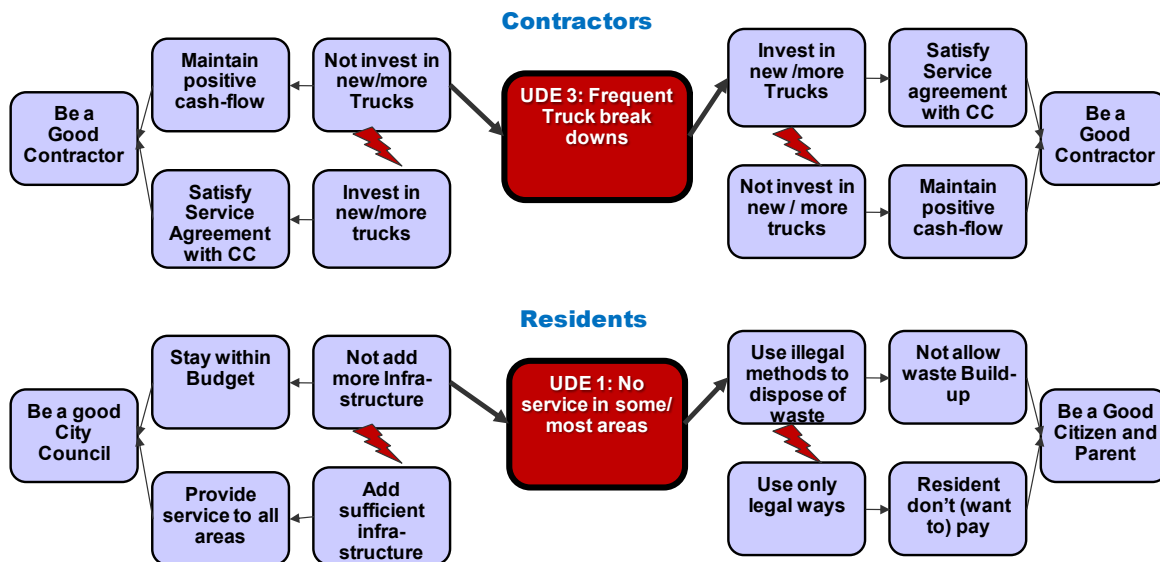 Contractors
Maintain
positive
cash-flow
Not invest in
new/more
Trucks
Be a
Good
Contractor
Satisfy
Service
Agreement
with CC
Invest in
new/more
trucks
UDE 3: Frequent
Truck break
downs
Invest in
new /more
Trucks
Satisfy
Service
agreement
with CC
Be a
Good
Contractor
Not invest in
new / more
trucks
Maintain
positive
cash-flow
Residents
Stay within
Budget
Not add
more Infra-
structure
Be a good
City
Council
Provide
service to all
areas
Add
sufficient
infra-
structure
UDE 1: No
service in some/
most areas
Use illegal
methods to
dispose of
waste
Not allow
waste Build-
up
Be a Good
Citizen and
Parent
Use only
legal ways
Resident
don’t (want
to) pay